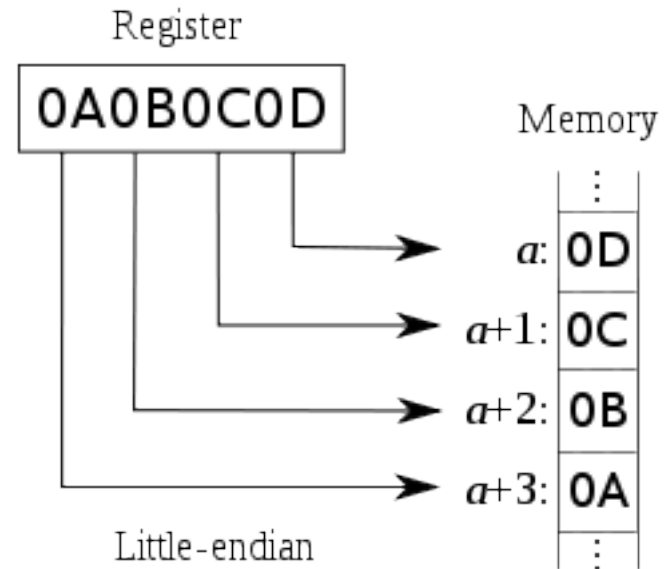 Register
0A0B0C0D
Memory
⋮
a: 0D
a+1: 0C
a+2: 0B
a+3: 0A
⋮
Little-endian